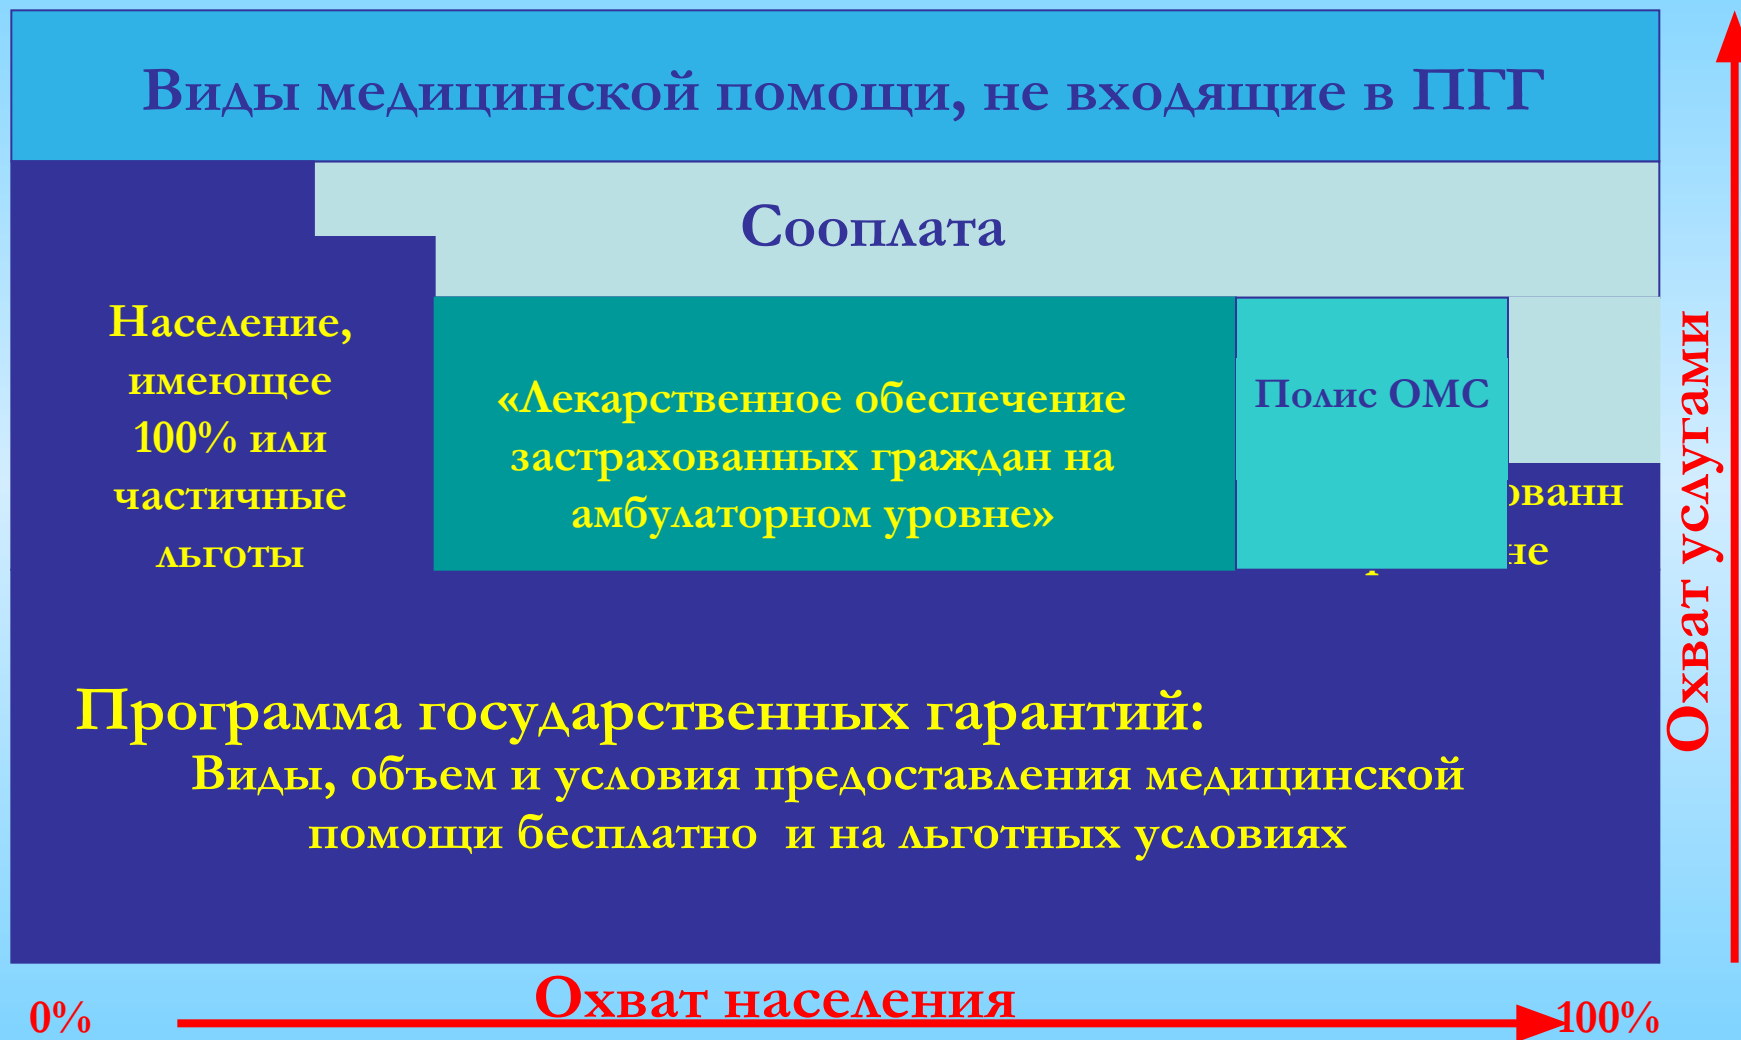 Виды медицинской помощи, не входящие в ПГГ
Сооплата
Население,
имеющее
100% или
частичные
льготы
«Лекарственное обеспечение
застрахованных граждан на
амбулаторном уровне»
Полис ОМС
Программа государственных гарантий:
Виды, объем и условия предоставления медицинской
помощи бесплатно и на льготных условиях
Охват услугами
Охват населения
0%
100%